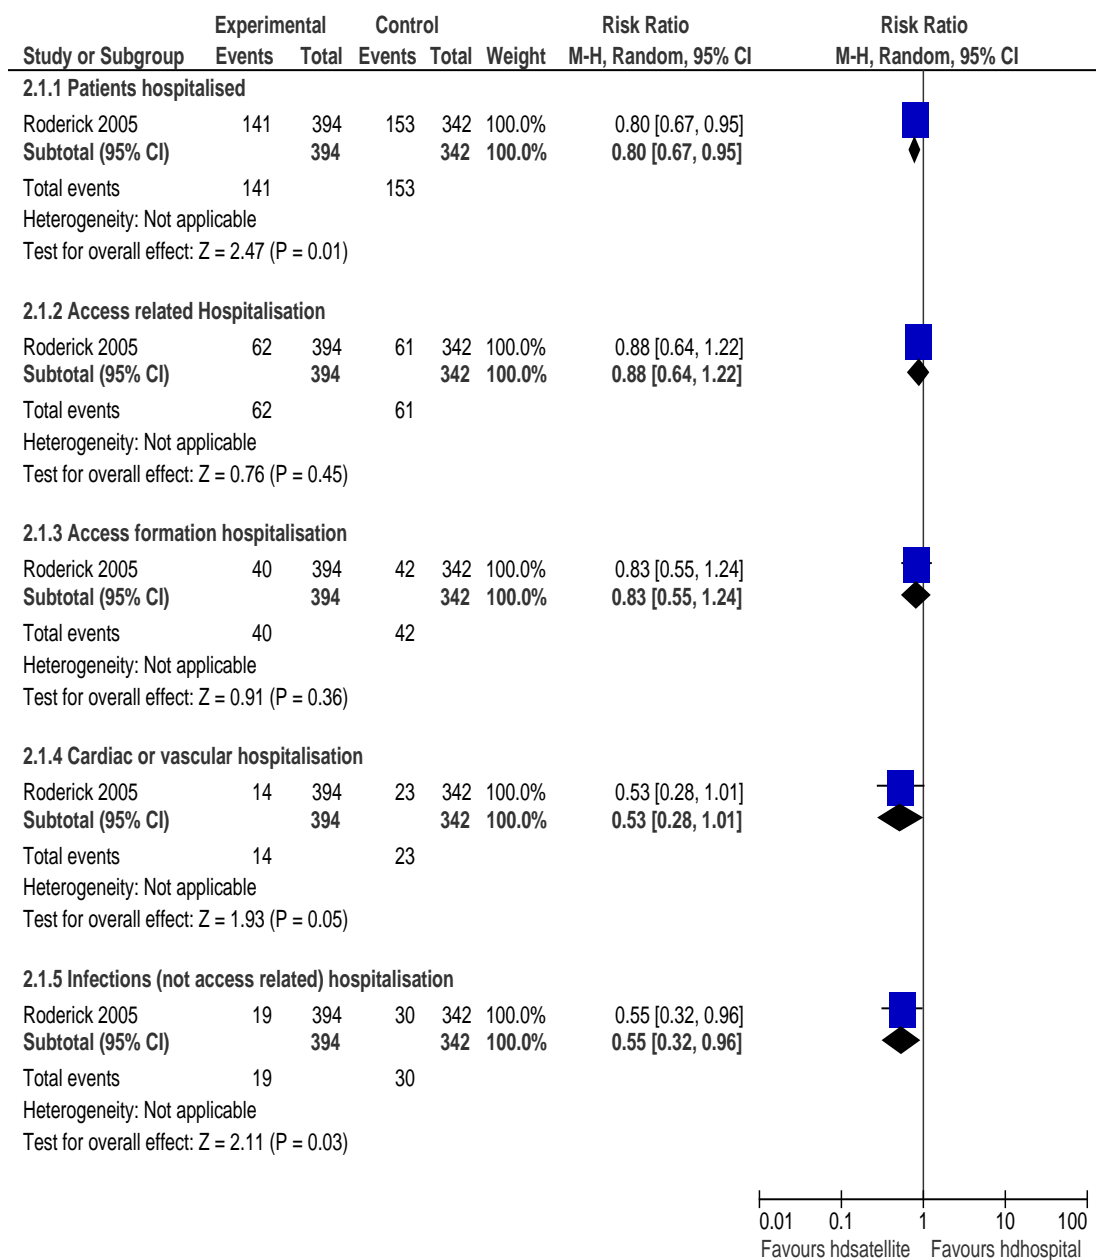 Experimental Control Risk Ratio Risk Ratio
Study or Subgroup Events Total Events Total Weight M-H, Random, 95% CI M-H, Random, 95% CI
2.1.1 Patients hospitalised
Roderick 2005 141 394 153 342 100.0% 0.80 [0.67, 0.95]
Subtotal (95% CI) 394 342 100.0% 0.80 [0.67, 0.95]
Total events 141 153
Heterogeneity: Not applicable
Test for overall effect: Z = 2.47 (P = 0.01)
2.1.2 Access related Hospitalisation
Roderick 2005 62 394 61 342 100.0% 0.88 [0.64, 1.22]
Subtotal (95% CI) 394 342 100.0% 0.88 [0.64, 1.22]
Total events 62 61
Heterogeneity: Not applicable
Test for overall effect: Z = 0.76 (P = 0.45)
2.1.3 Access formation hospitalisation
Roderick 2005 40 394 42 342 100.0% 0.83 [0.55, 1.24]
Subtotal (95% CI) 394 342 100.0% 0.83 [0.55, 1.24]
Total events 40 42
Heterogeneity: Not applicable
Test for overall effect: Z = 0.91 (P = 0.36)
2.1.4 Cardiac or vascular hospitalisation
Roderick 2005 14 394 23 342 100.0% 0.53 [0.28, 1.01]
Subtotal (95% CI) 394 342 100.0% 0.53 [0.28, 1.01]
Total events 14 23
Heterogeneity: Not applicable
Test for overall effect: Z = 1.93 (P = 0.05)
2.1.5 Infections (not access related) hospitalisation
Roderick 2005 19 394 30 342 100.0% 0.55 [0.32, 0.96]
Subtotal (95% CI) 394 342 100.0% 0.55 [0.32, 0.96]
Total events 19 30
Heterogeneity: Not applicable
Test for overall effect: Z = 2.11 (P = 0.03)
0.01 0.1 1 10 100
Favours hdsatellite Favours hdhospital